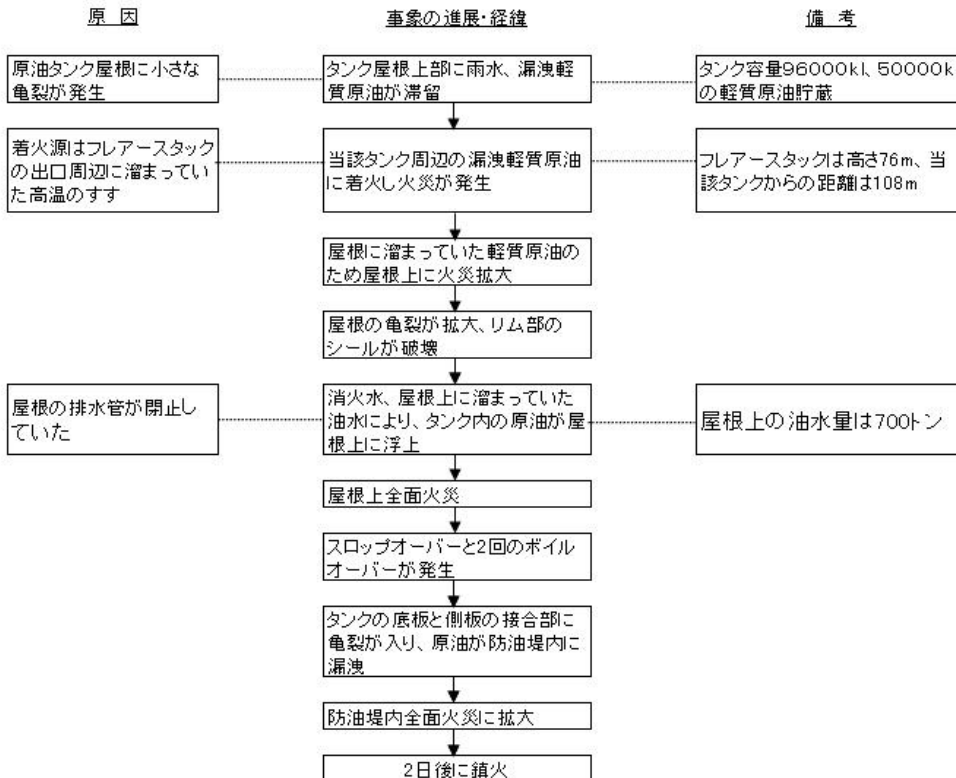 原 因
事象の進展・経緯
備 考
原油タンク屋根に小さな
亀裂が発生
タンク屋根上部に雨水、漏洩軽
質原油が滞留
タンク容量96000kl、50000k
の軽質原油貯蔵
着火源はフレアースタック
の出口周辺に溜まってい
た高温のすす
当該タンク周辺の漏洩軽質原油
に着火し火災が発生
フレアースタックは高さ76m、当
該タンクからの距離は108m
屋根に溜まっていた軽質原油の
ため屋根上に火災拡大
屋根の亀裂が拡大、リム部の
シールが破壊
屋根の排水管が閉止し
ていた
消火水、屋根上に溜まっていた
油水により、タンク内の原油が屋
根上に浮上
屋根上の油水量は700トン
屋根上全面火災
スロップオーバーと2回のボイル
オーバーが発生
タンクの底板と側板の接合部に
亀裂が入り、原油が防油堤内に
漏洩
防油堤内全面火災に拡大
2日後に鎮火